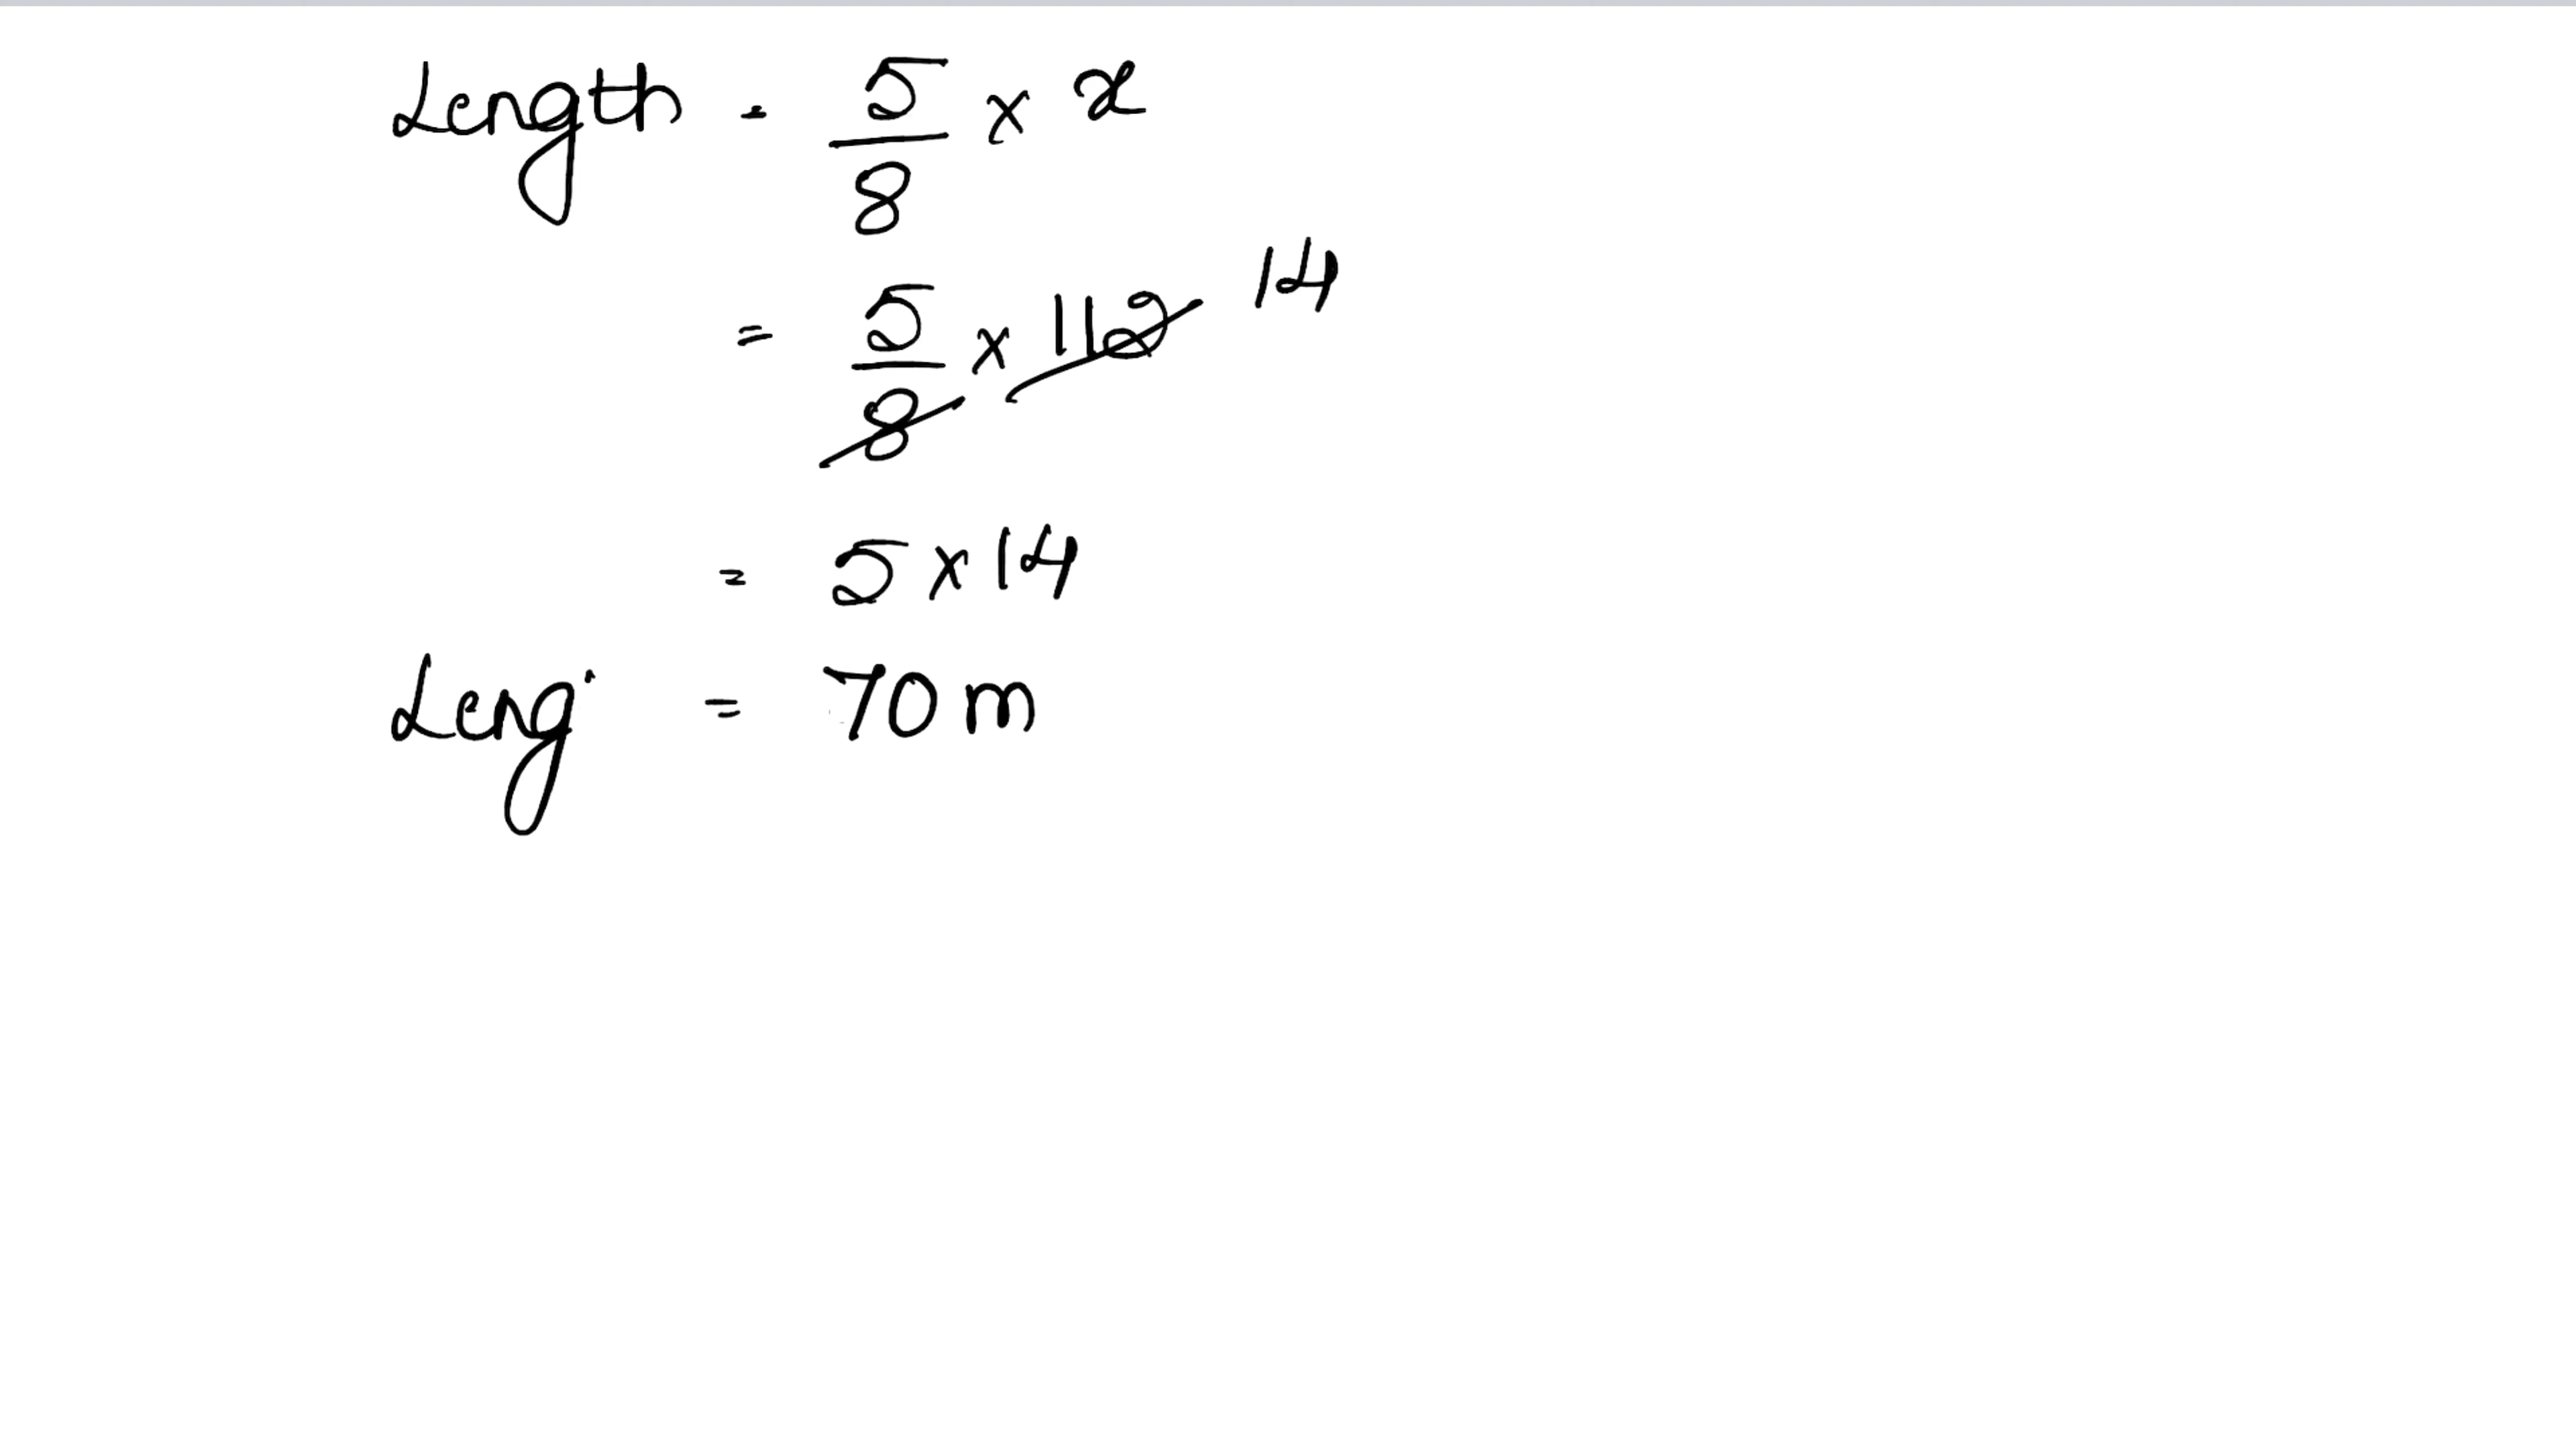 Length = 5/8 × x
= 5/8 × 112 14
= 5 × 14
Leng = 70 m